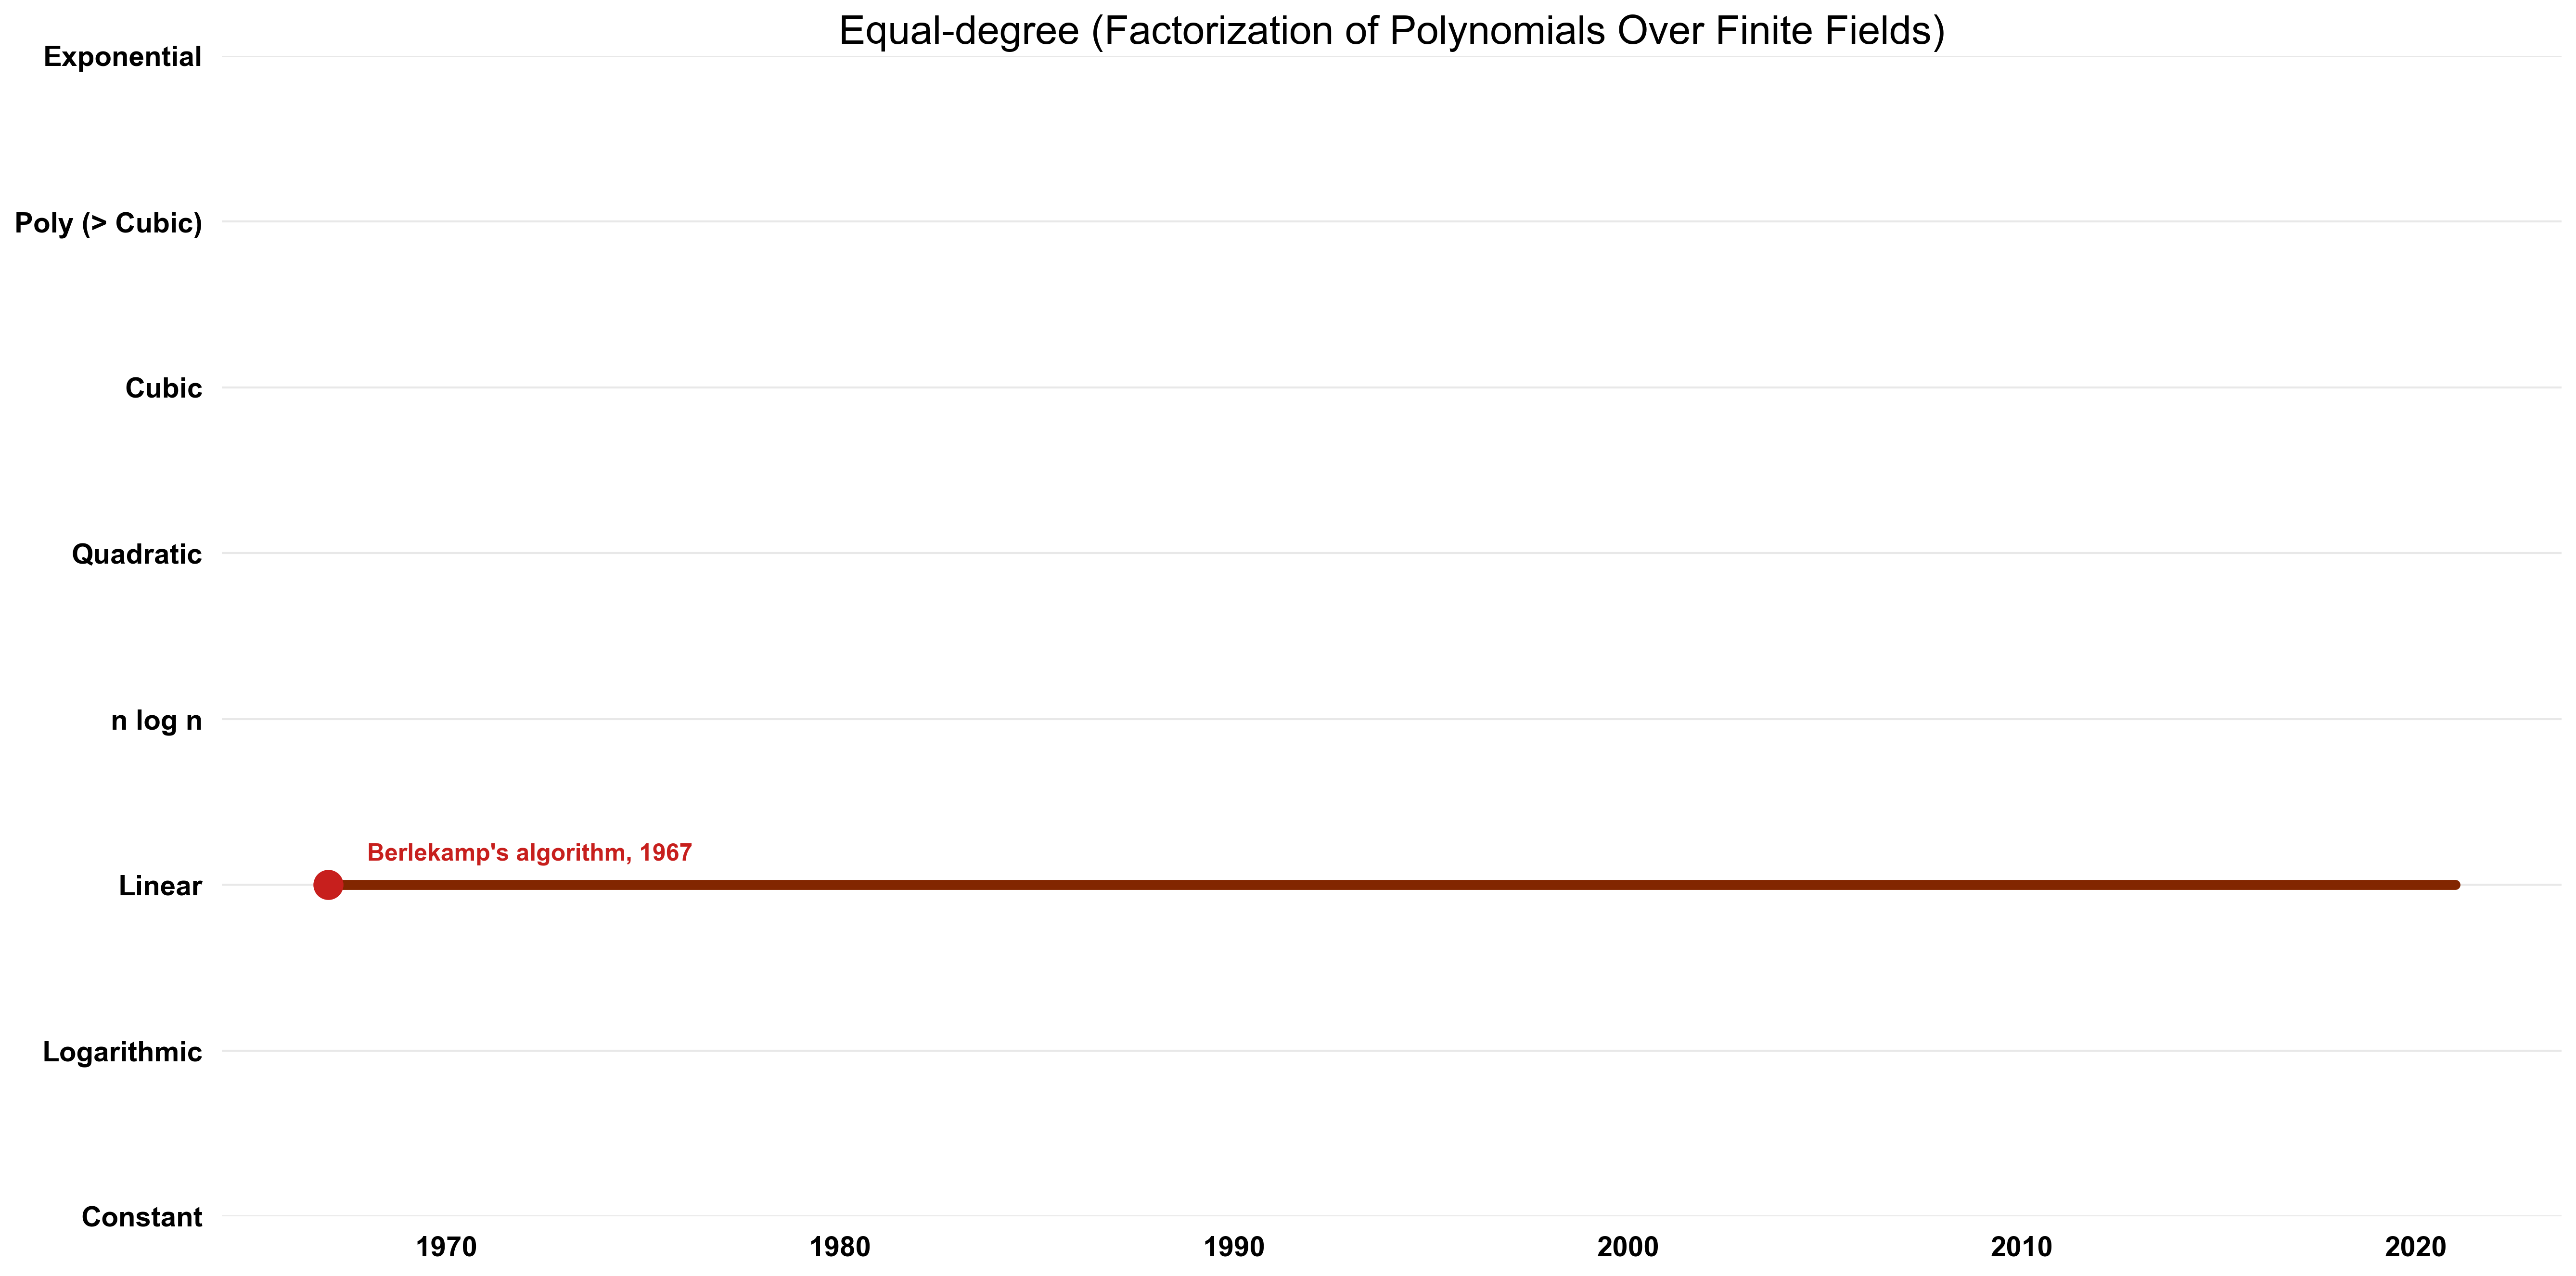 Equal-degree (Factorization of Polynomials Over Finite Fields)
Exponential
Poly (> Cubic)
Cubic
Quadratic
n log n
Berlekamp's algorithm, 1967
Linear
Logarithmic
Constant
1970 1980 1990 2000 2010 2020